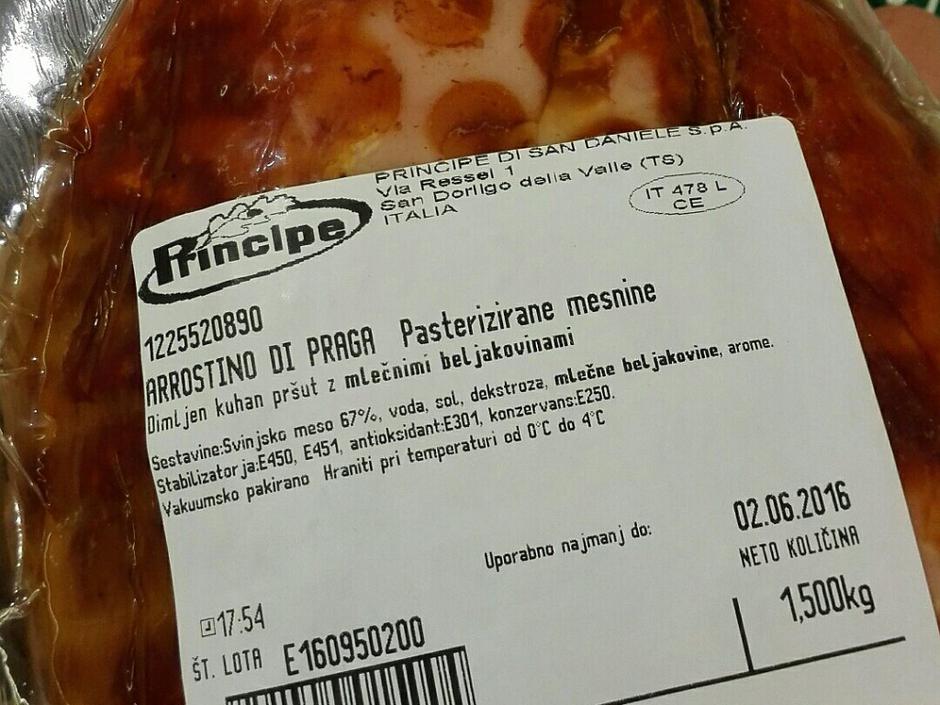 PRINCIPE DI SAN DANIELE S.p.A.
Via Ressel 1
San Dorligo della Valle (TS)
ITALIA
IT 478 L
CE
Principe
1225520890
ARROSTINO DI PRAGA Pasterizirane mesnine
Dimljen kuhan pršut z mlečnimi beljakovinami
Sestavine:Svinjsko meso 67%, voda, sol, dekstroza, mlečne beljakovine, arome.
Stabilizatorja:E450, E451, antioksidant:E301, konzervans:E250.
Vakuumsko pakirano Hraniti pri temperaturi od 0°C do 4°C
Uporabno najmanj do: 02.06.2016
NETO KOLIČINA
17:54
1,500kg
ŠT. LOTA E160950200